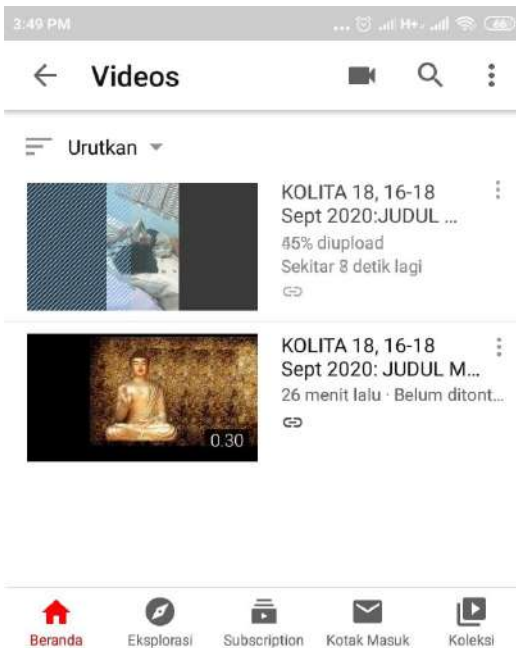 3:49 PM ... H+ 66
Videos
Urutkan
KOLITA 18, 16-18
Sept 2020:JUDUL ...
45% diupload
Sekitar 8 detik lagi
KOLITA 18, 16-18
Sept 2020: JUDUL M...
26 menit lalu · Belum ditont...
0.30
Beranda Eksplorasi Subscription Kotak Masuk Koleksi